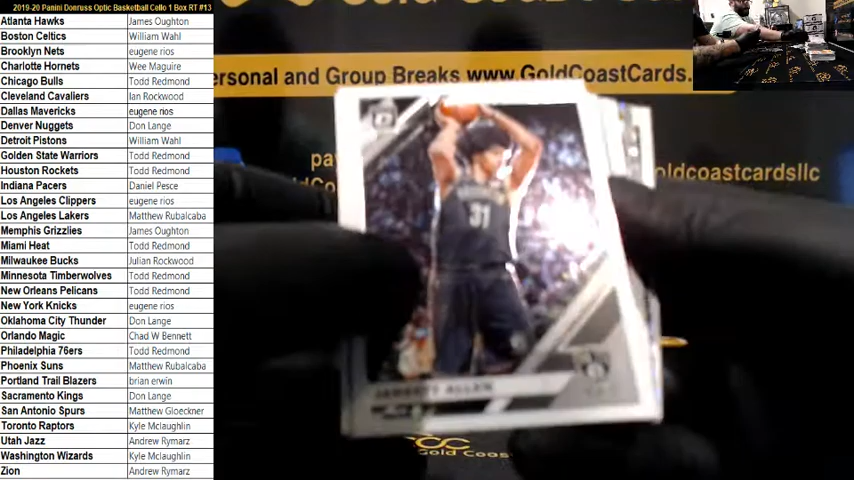 2019-20 Panini Donruss Optic Basketball Cello 1 Box RT #13
Atlanta Hawks James Oughton
Boston Celtics William Wahl
Brooklyn Nets eugene rios
Charlotte Hornets Wee Maguire
Chicago Bulls Todd Redmond
Cleveland Cavaliers Ian Rockwood
Dallas Mavericks eugene rios
Denver Nuggets Don Lange
Detroit Pistons William Wahl
Golden State Warriors Todd Redmond
Houston Rockets Todd Redmond
Indiana Pacers Daniel Pesce
Los Angeles Clippers eugene rios
Los Angeles Lakers Matthew Rubalcaba
Memphis Grizzlies James Oughton
Miami Heat Todd Redmond
Milwaukee Bucks Julian Rockwood
Minnesota Timberwolves Todd Redmond
New Orleans Pelicans Todd Redmond
New York Knicks eugene rios
Oklahoma City Thunder Don Lange
Orlando Magic Chad W Bennett
Philadelphia 76ers Todd Redmond
Phoenix Suns Matthew Rubalcaba
Portland Trail Blazers brian erwin
Sacramento Kings Don Lange
San Antonio Spurs Matthew Gloeckner
Toronto Raptors Kyle Mclaughlin
Utah Jazz Andrew Rymarz
Washington Wizards Kyle Mclaughlin
Zion Andrew Rymarz
ersonal and Group Breaks www.GoldCoastCards.
pa
oldcoastcardsllc
31
JARRETT ALLEN
Gold Coas